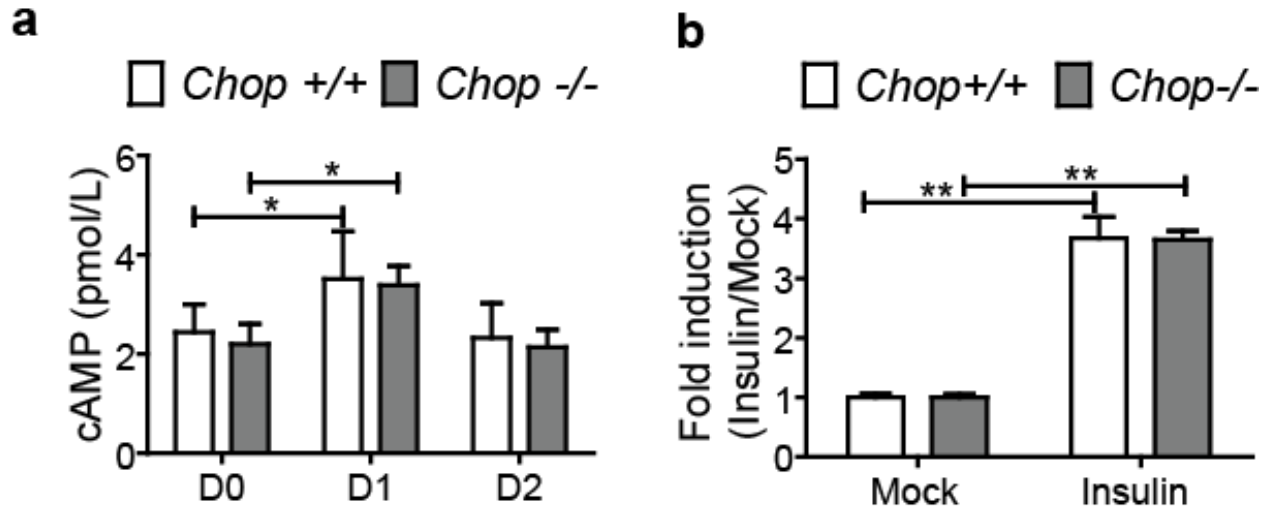 a
Chop +/+ Chop -/-
cAMP (pmol/L)
6
4
2
0
*
*
D0 D1 D2
b
Chop+/+ Chop-/-
Fold induction
(Insulin/Mock)
5
4
3
2
1
0
**
**
Mock Insulin